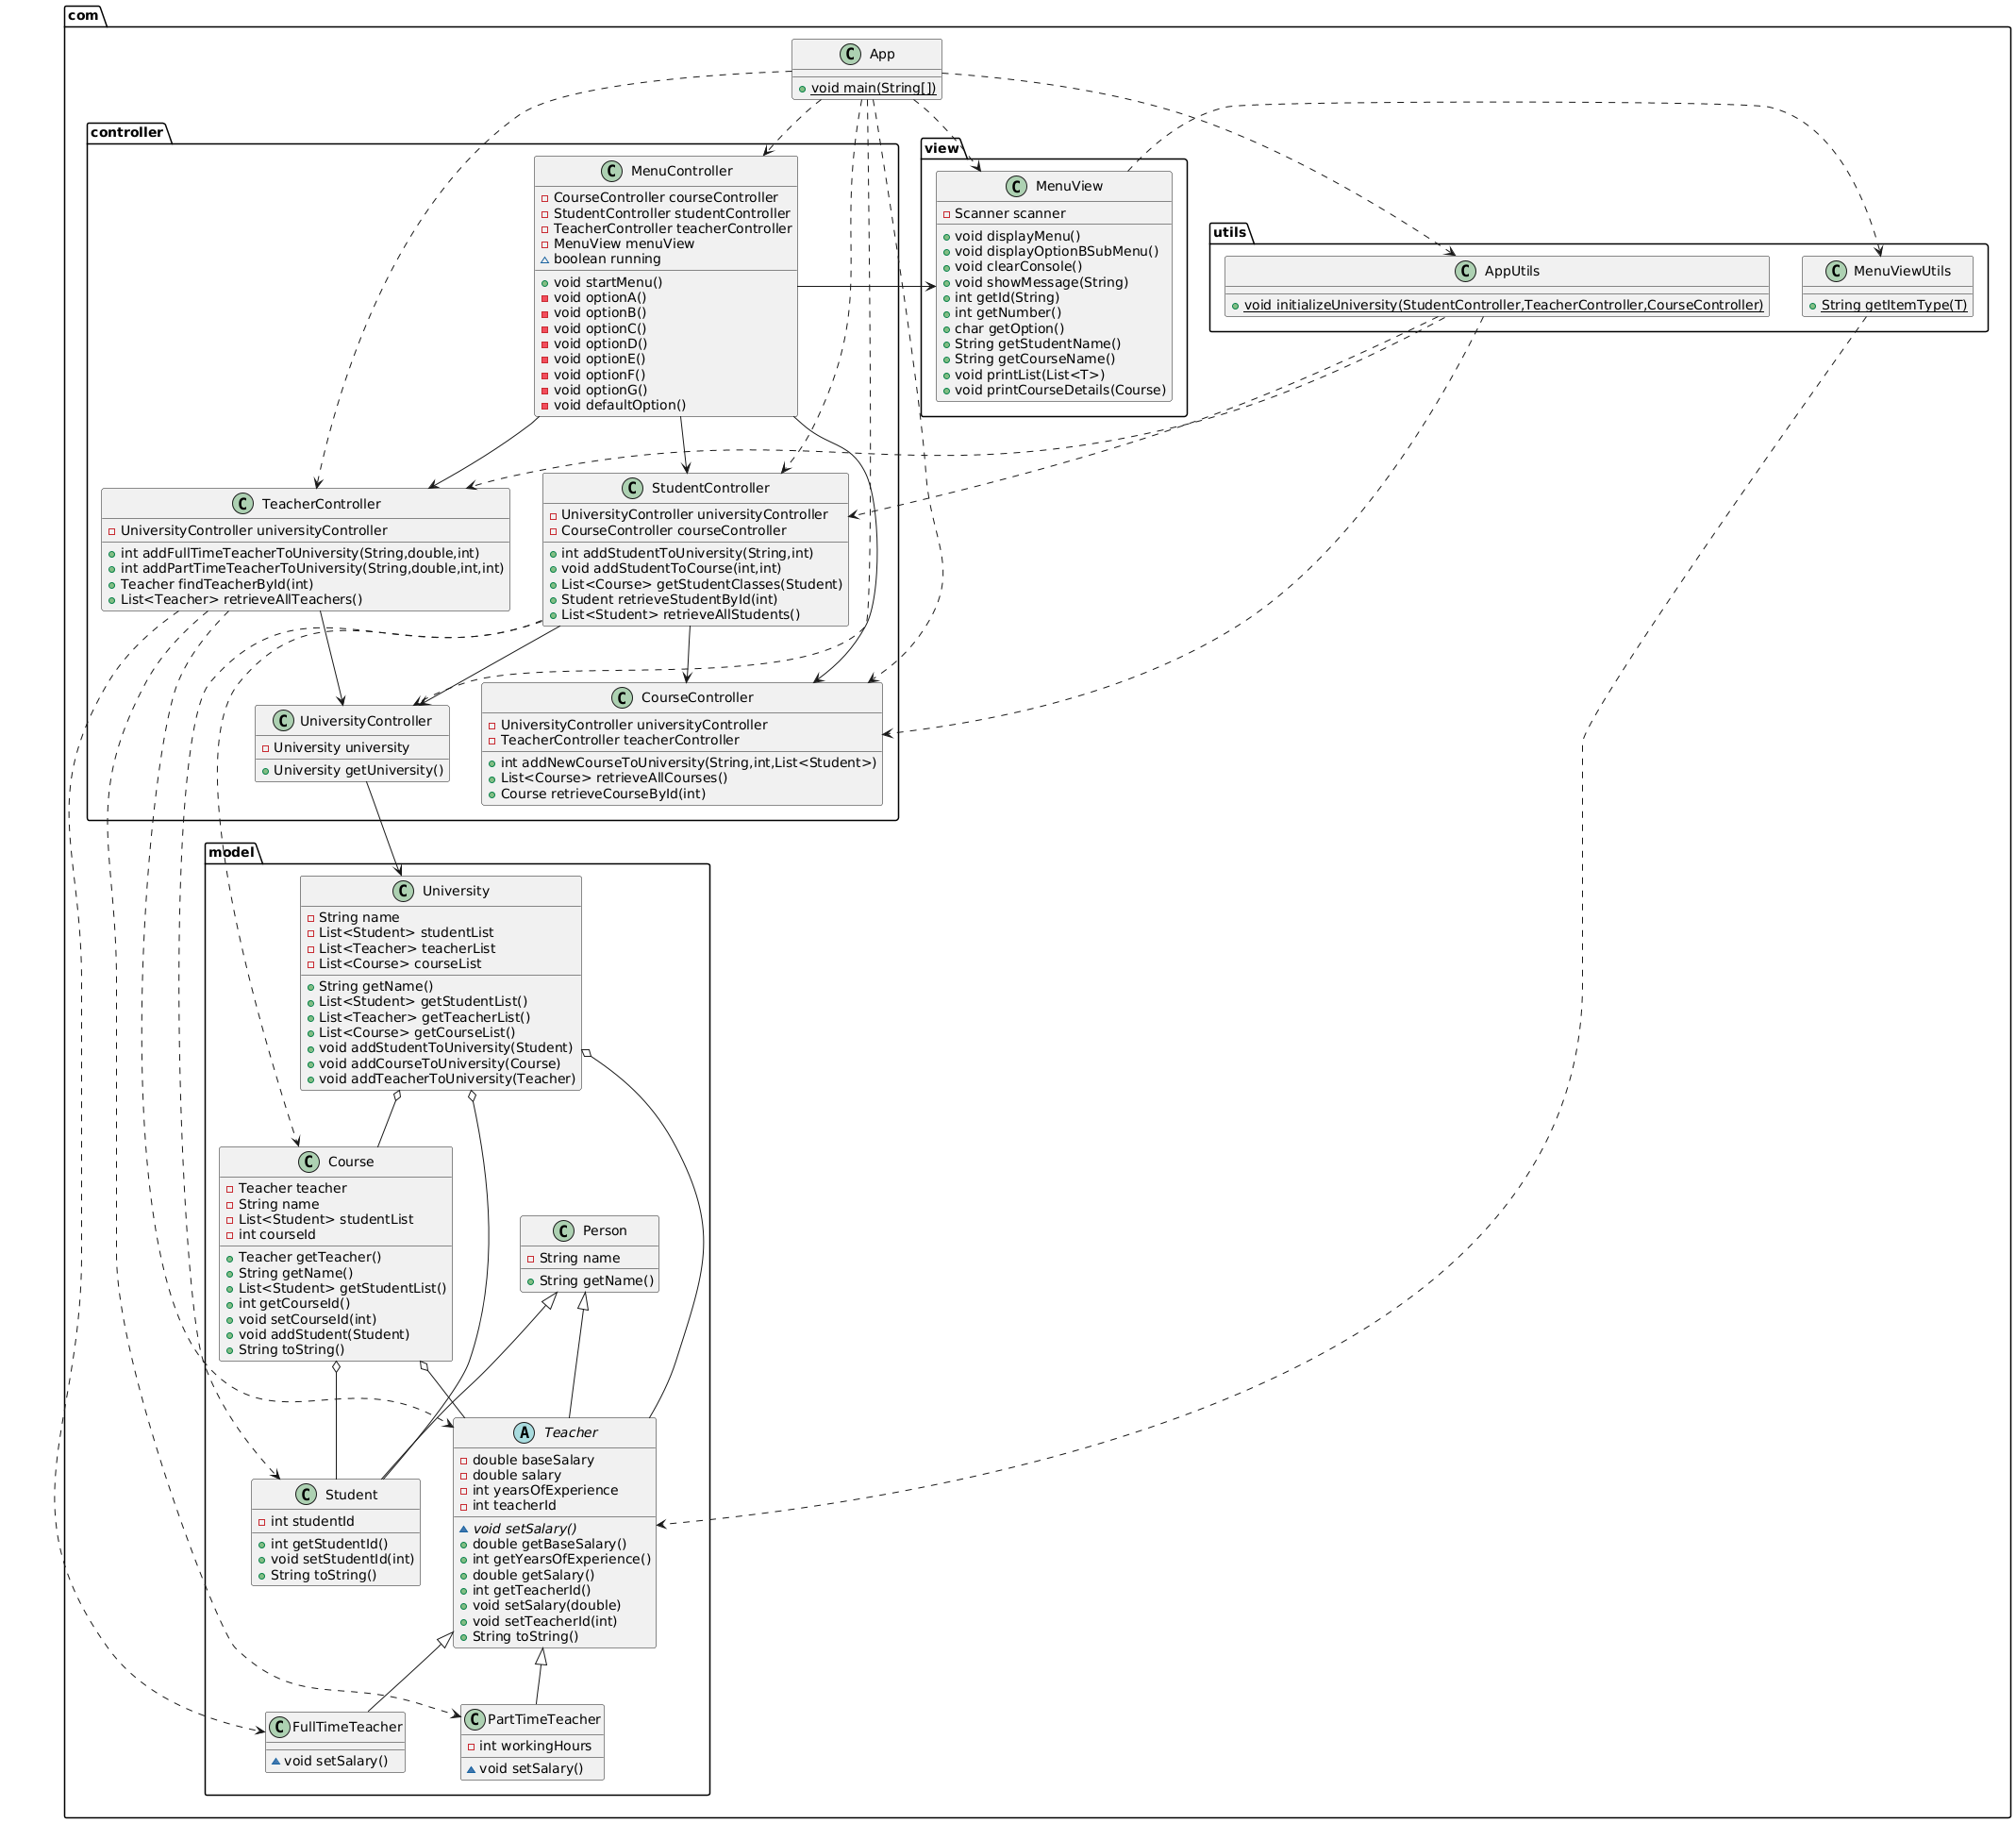 com
C App
void main(String[])
controller
C MenuController
CourseController courseController
StudentController studentController
TeacherController teacherController
MenuView menuView
boolean running
void startMenu()
void optionA()
void optionB()
void optionC()
void optionD()
void optionE()
void optionF()
void optionG()
void defaultOption()
view
C MenuView
Scanner scanner
void displayMenu()
void displayOptionBSubMenu()
void clearConsole()
void showMessage(String)
int getId(String)
int getNumber()
char getOption()
String getStudentName()
String getCourseName()
void printList(List<T>)
void printCourseDetails(Course)
utils
C AppUtils
void initializeUniversity(StudentController,TeacherController,CourseController)
C MenuViewUtils
String getItemType(T)
C TeacherController
UniversityController universityController
int addFullTimeTeacherToUniversity(String,double,int)
int addPartTimeTeacherToUniversity(String,double,int,int)
Teacher findTeacherById(int)
List<Teacher> retrieveAllTeachers()
C StudentController
UniversityController universityController
CourseController courseController
int addStudentToUniversity(String,int)
void addStudentToCourse(int,int)
List<Course> getStudentClasses(Student)
Student retrieveStudentById(int)
List<Student> retrieveAllStudents()
C UniversityController
University university
University getUniversity()
C CourseController
UniversityController universityController
TeacherController teacherController
int addNewCourseToUniversity(String,int,List<Student>)
List<Course> retrieveAllCourses()
Course retrieveCourseById(int)
model
C University
String name
List<Student> studentList
List<Teacher> teacherList
List<Course> courseList
String getName()
List<Student> getStudentList()
List<Teacher> getTeacherList()
List<Course> getCourseList()
void addStudentToUniversity(Student)
void addCourseToUniversity(Course)
void addTeacherToUniversity(Teacher)
C Course
Teacher teacher
String name
List<Student> studentList
int courseId
Teacher getTeacher()
String getName()
List<Student> getStudentList()
int getCourseId()
void setCourseId(int)
void addStudent(Student)
String toString()
C Person
String name
String getName()
C Student
int studentId
int getStudentId()
void setStudentId(int)
String toString()
A Teacher
double baseSalary
double salary
int yearsOfExperience
int teacherId
void setSalary()
double getBaseSalary()
int getYearsOfExperience()
double getSalary()
int getTeacherId()
void setSalary(double)
void setTeacherId(int)
String toString()
C FullTimeTeacher
void setSalary()
C PartTimeTeacher
int workingHours
void setSalary()